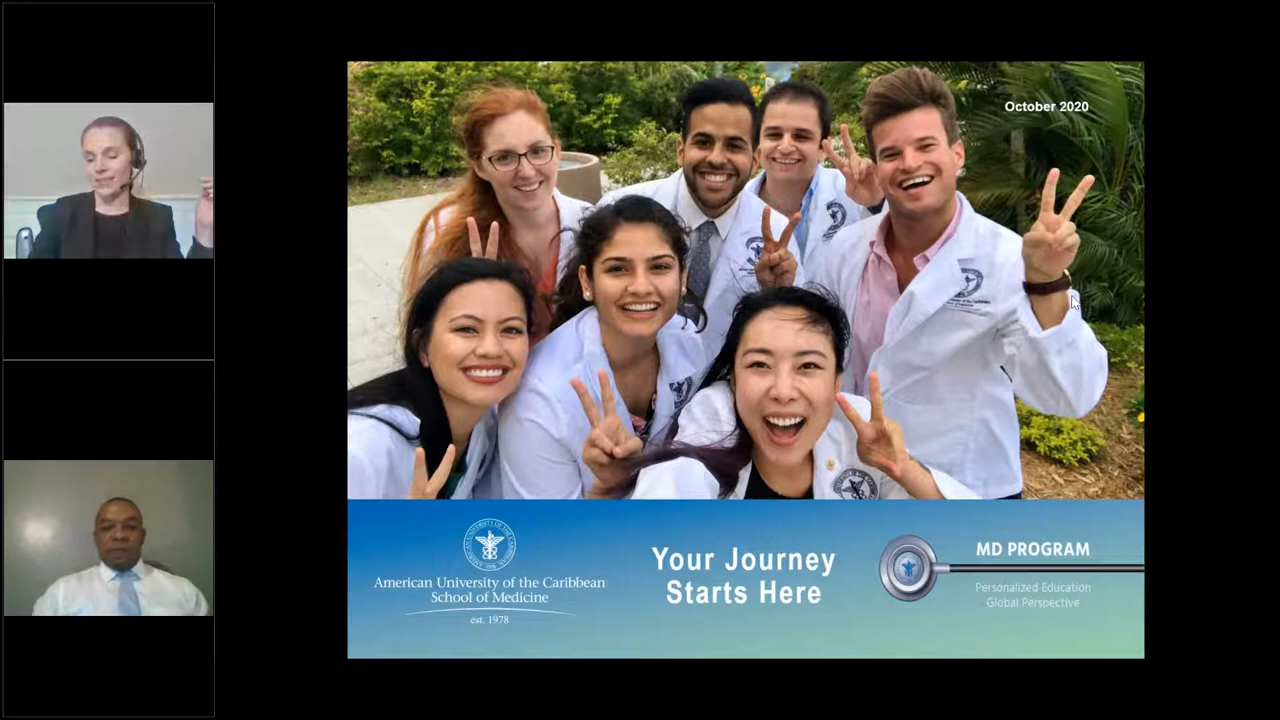 October 2020
American University of the Caribbean
School of Medicine
est. 1978
Your Journey
Starts Here
MD PROGRAM
Personalized Education
Global Perspective